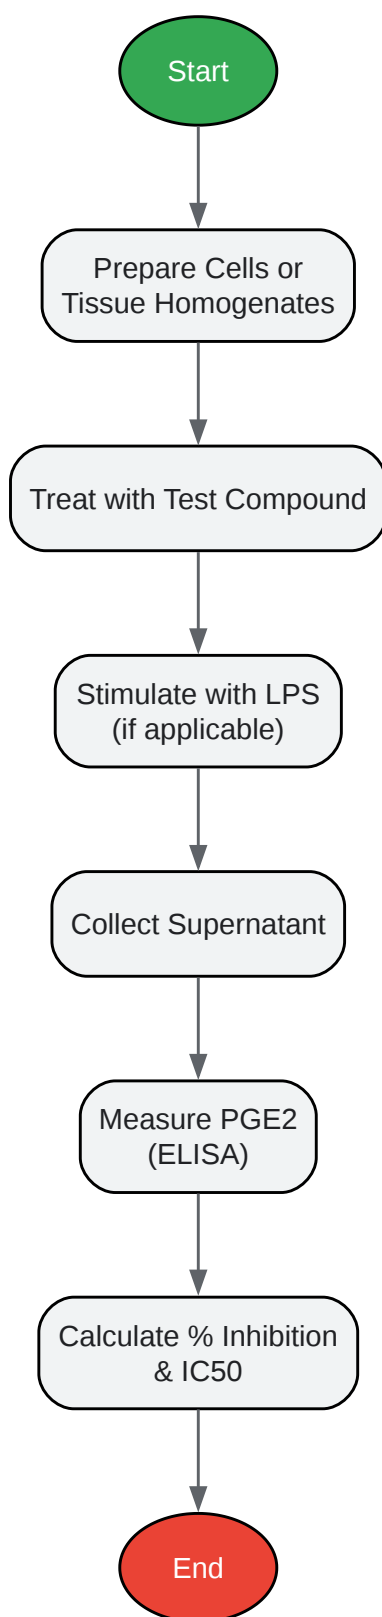 Start
Prepare Cells or
Tissue Homogenates
Treat with Test Compound
Stimulate with LPS
(if applicable)
Collect Supernatant
Measure PGE2
(ELISA)
Calculate % Inhibition
& IC50
End